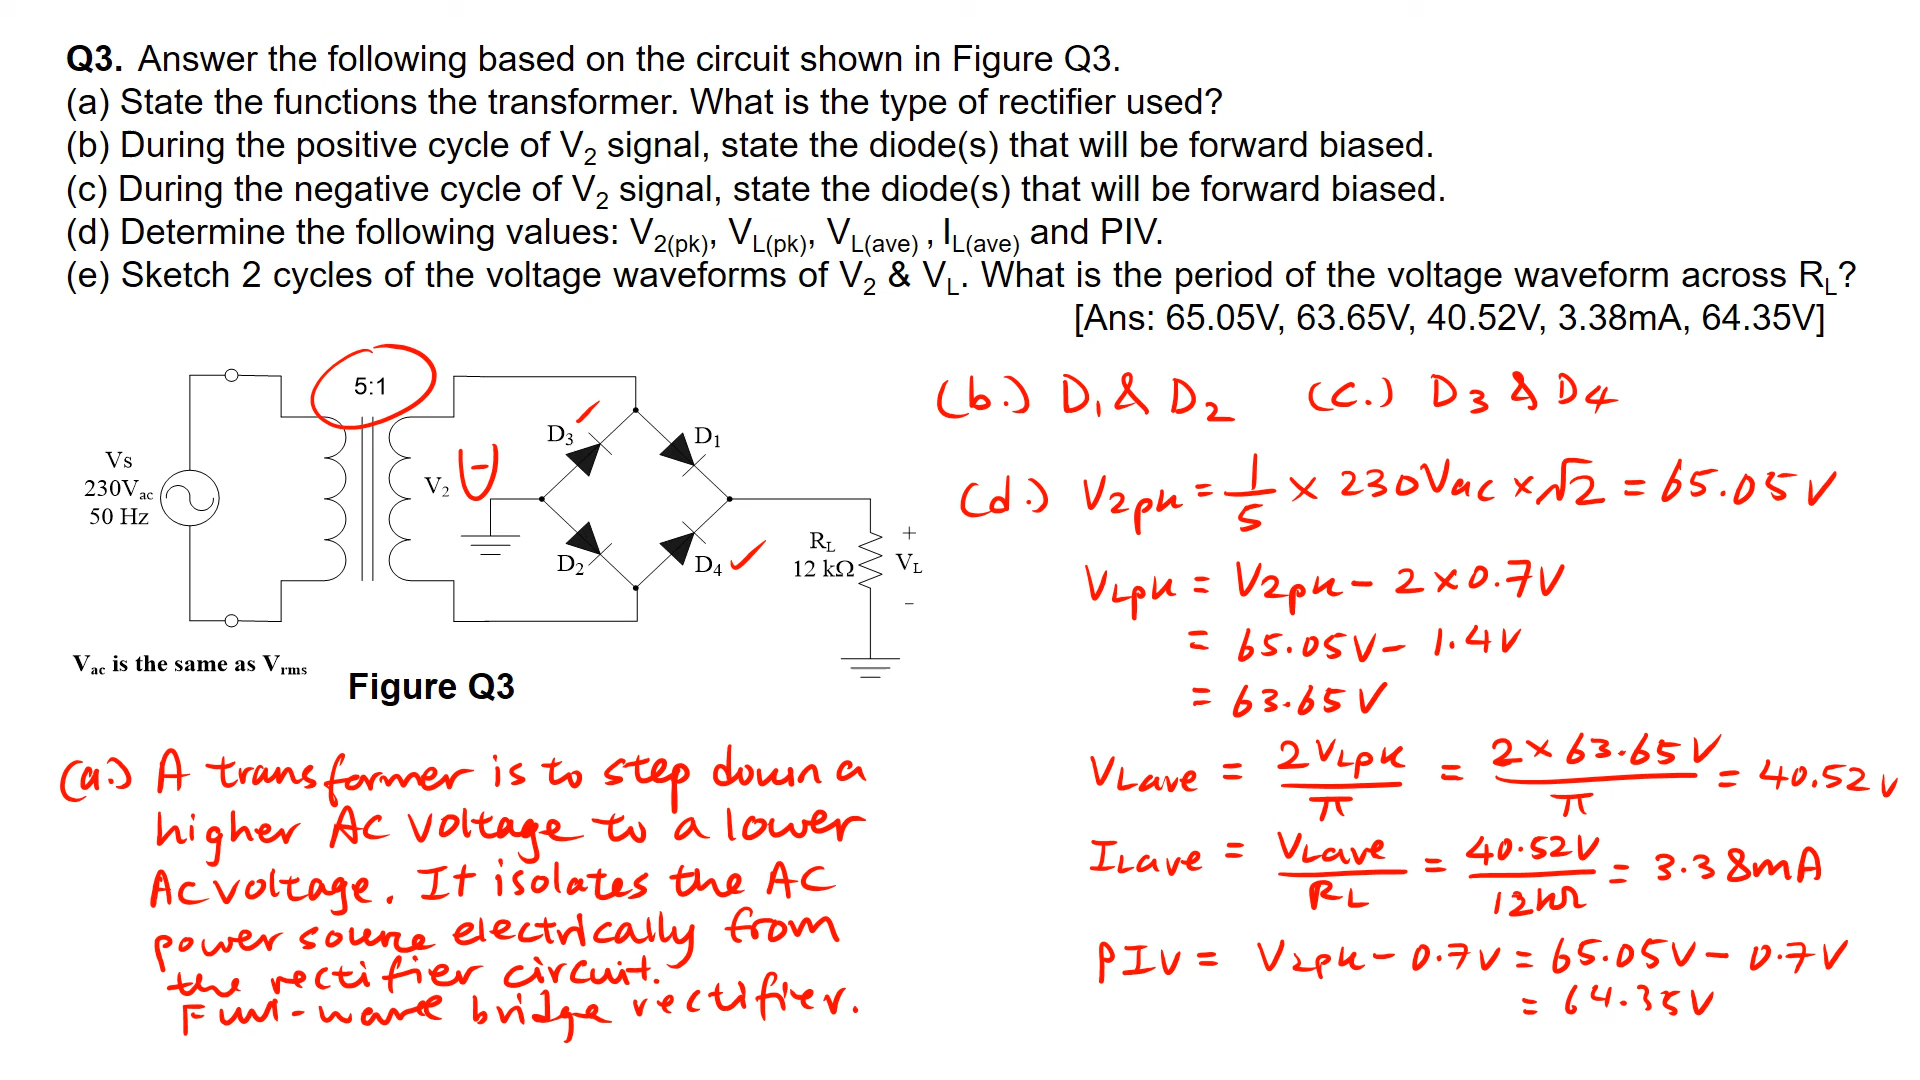 Q3. Answer the following based on the circuit shown in Figure Q3.
(a) State the functions the transformer. What is the type of rectifier used?
(b) During the positive cycle of V2 signal, state the diode(s) that will be forward biased.
(c) During the negative cycle of V2 signal, state the diode(s) that will be forward biased.
(d) Determine the following values: V2(pk), VL(pk), VL(ave) , IL(ave) and PIV.
(e) Sketch 2 cycles of the voltage waveforms of V2 & VL. What is the period of the voltage waveform across RL?
[Ans: 65.05V, 63.65V, 40.52V, 3.38mA, 64.35V]
5:1
Vs
230Vac
50 Hz
V2
D3
D1
D2
D4
RL
12 kΩ
+
VL
-
Vac is the same as Vrms
Figure Q3
(a.) A transformer is to step down a
higher AC voltage to a lower
AC voltage. It isolates the AC
power source electrically from
the rectifier circuit.
Full-wave bridge rectifier.
(b.) D1 & D2 (c.) D3 & D4
(d.) V2pk = 1/5 × 230Vac × √2 = 65.05V
VLpk = V2pk - 2 × 0.7V
= 65.05V - 1.4V
= 63.65V
VLave = 2VLpk/π = 2 × 63.65V/π = 40.52V
ILave = VLave/RL = 40.52V/12kΩ = 3.38mA
PIV = V2pk - 0.7V = 65.05V - 0.7V
= 64.35V